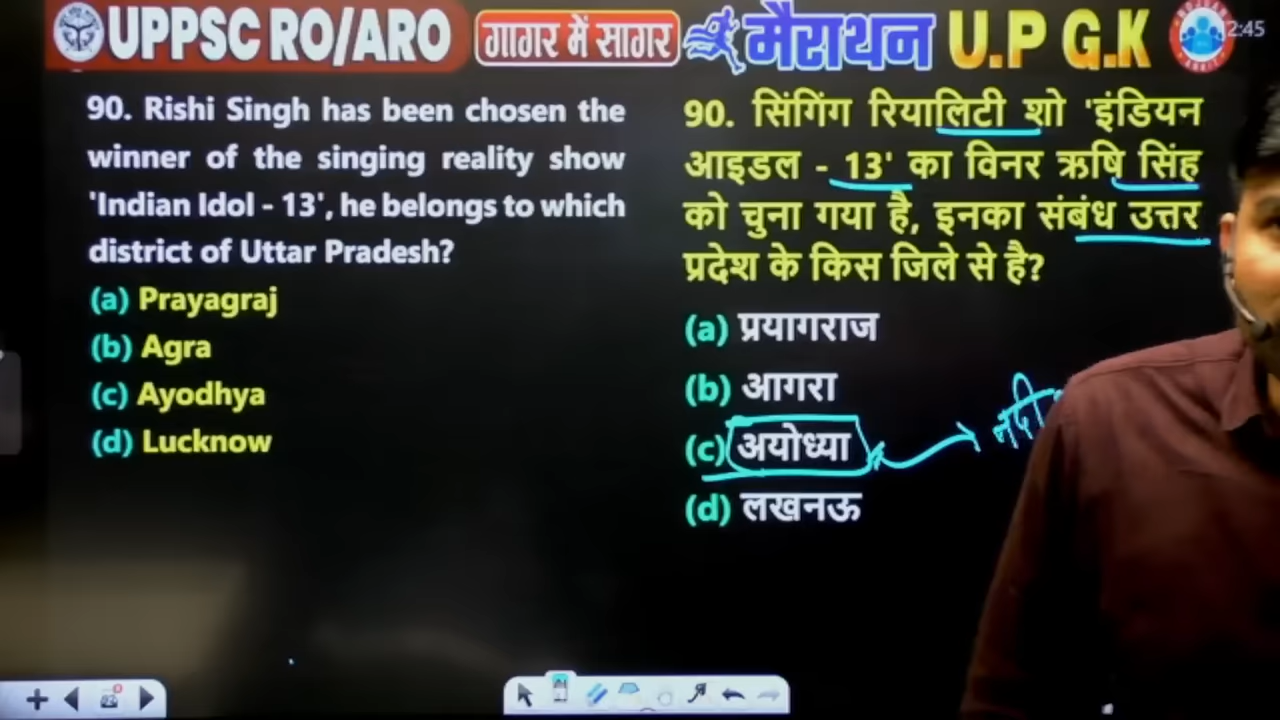 UPPSC RO/ARO गागर में सागर मैराथन U.P G.K
2:45
90. Rishi Singh has been chosen the
winner of the singing reality show
'Indian Idol - 13', he belongs to which
district of Uttar Pradesh?
(a) Prayagraj
(b) Agra
(c) Ayodhya
(d) Lucknow
90. सिंगिंग रियालिटी शो 'इंडियन
आइडल - 13' का विनर ऋषि सिंह
को चुना गया है, इनका संबंध उत्तर
प्रदेश के किस जिले से है?
(a) प्रयागराज
(b) आगरा
(c) अयोध्या
(d) लखनऊ